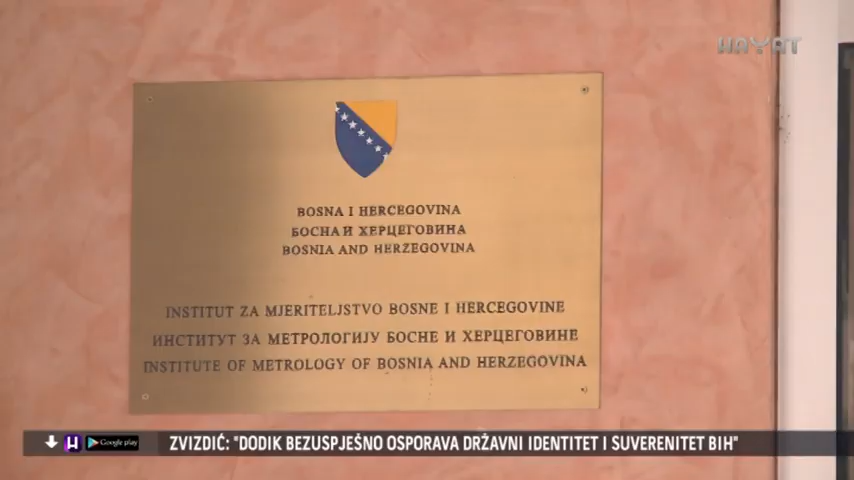 HAYAT
BOSNA I HERCEGOVINA
БОСНА И ХЕРЦЕГОВИНА
BOSNIA AND HERZEGOVINA
INSTITUT ZA MJERITELJSTVO BOSNE I HERCEGOVINE
ИНСТИТУТ ЗА МЕТРОЛОГИЈУ БОСНЕ И ХЕРЦЕГОВИНЕ
INSTITUTE OF METROLOGY OF BOSNIA AND HERZEGOVINA
Google play ZVIZDIĆ: "DODIK BEZUSPJEŠNO OSPORAVA DRŽAVNI IDENTITET I SUVERENITET BIH"